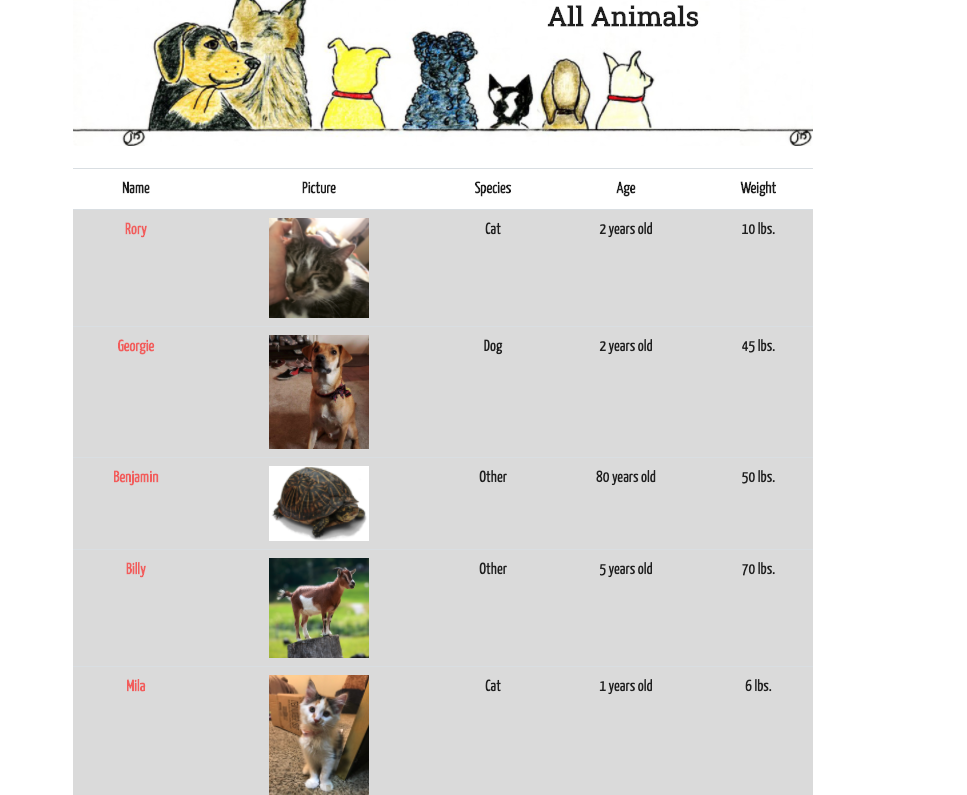 All Animals
Name Picture Species Age Weight
Rory Cat 2 years old 10 lbs.
Georgie Dog 2 years old 45 lbs.
Benjamin Other 80 years old 50 lbs.
Billy Other 5 years old 70 lbs.
Mila Cat 1 years old 6 lbs.